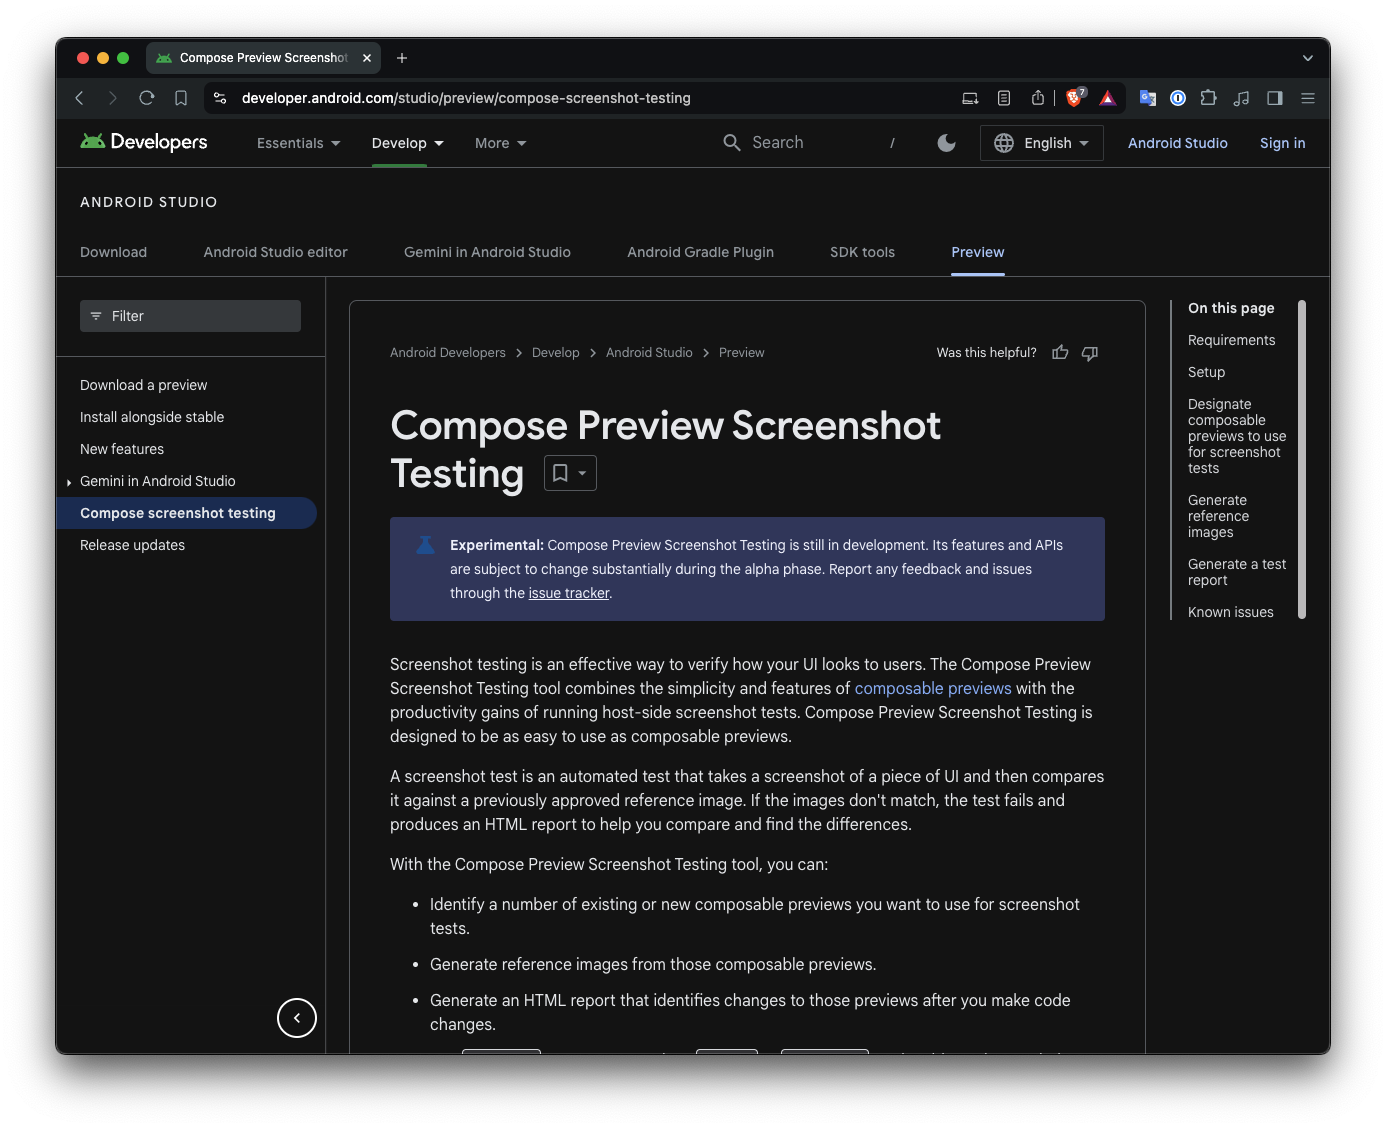 Compose Preview Screenshot
developer.android.com/studio/preview/compose-screenshot-testing
7
Developers
Essentials
Develop
More
Search
/
English
Android Studio
Sign in
ANDROID STUDIO
Download
Android Studio editor
Gemini in Android Studio
Android Gradle Plugin
SDK tools
Preview
Filter
Download a preview
Install alongside stable
New features
Gemini in Android Studio
Compose screenshot testing
Release updates
Android Developers
Develop
Android Studio
Preview
Was this helpful?
Compose Preview Screenshot
Testing
Experimental: Compose Preview Screenshot Testing is still in development. Its features and APIs
are subject to change substantially during the alpha phase. Report any feedback and issues
through the issue tracker.
Screenshot testing is an effective way to verify how your UI looks to users. The Compose Preview
Screenshot Testing tool combines the simplicity and features of composable previews with the
productivity gains of running host-side screenshot tests. Compose Preview Screenshot Testing is
designed to be as easy to use as composable previews.
A screenshot test is an automated test that takes a screenshot of a piece of UI and then compares
it against a previously approved reference image. If the images don't match, the test fails and
produces an HTML report to help you compare and find the differences.
With the Compose Preview Screenshot Testing tool, you can:
• Identify a number of existing or new composable previews you want to use for screenshot
tests.
• Generate reference images from those composable previews.
• Generate an HTML report that identifies changes to those previews after you make code
changes.
On this page
Requirements
Setup
Designate
composable
previews to use
for screenshot
tests
Generate
reference
images
Generate a test
report
Known issues